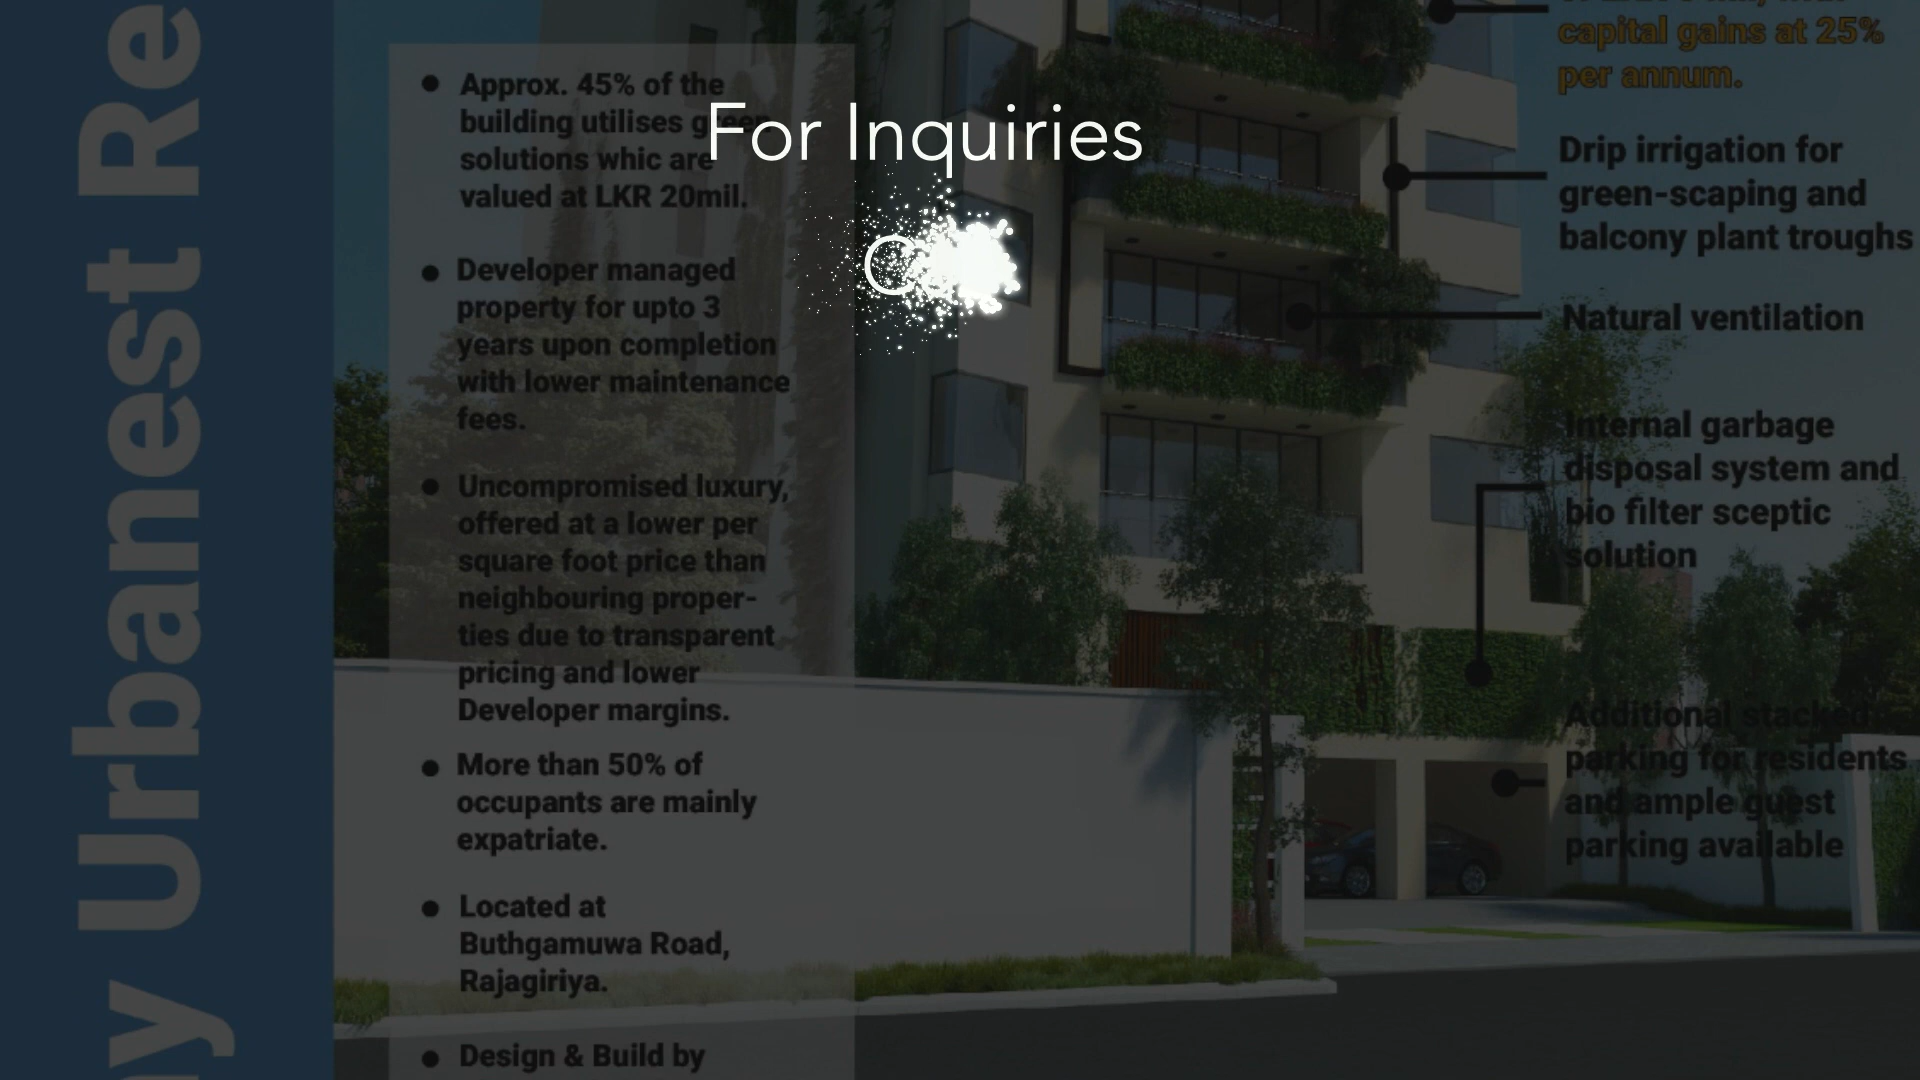 For Inquiries
Urbanest Re
Approx. 45% of the
building utilises green
solutions whic are
valued at LKR 20mil.
Developer managed
property for upto 3
years upon completion
with lower maintenance
fees.
Uncompromised luxury,
offered at a lower per
square foot price than
neighbouring proper-
ties due to transparent
pricing and lower
Developer margins.
More than 50% of
occupants are mainly
expatriate.
Located at
Buthgamuwa Road,
Rajagiriya.
Design & Build by
capital gains at 25%
per annum.
Drip irrigation for
green-scaping and
balcony plant troughs
Natural ventilation
Internal garbage
disposal system and
bio filter sceptic
solution
Additional stacked
parking for residents
and ample guest
parking available